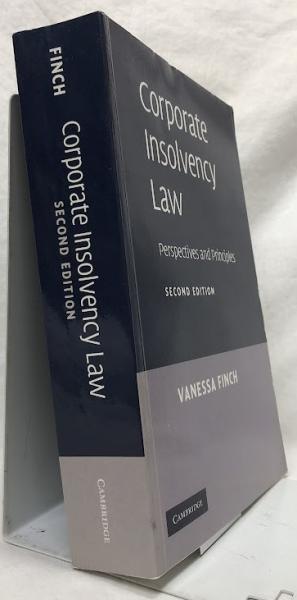 FINCH
Corporate Insolvency Law
SECOND EDITION
CAMBRIDGE
Corporate
Insolvency
Law
Perspectives and Principles
SECOND EDITION
VANESSA FINCH
CAMBRIDGE